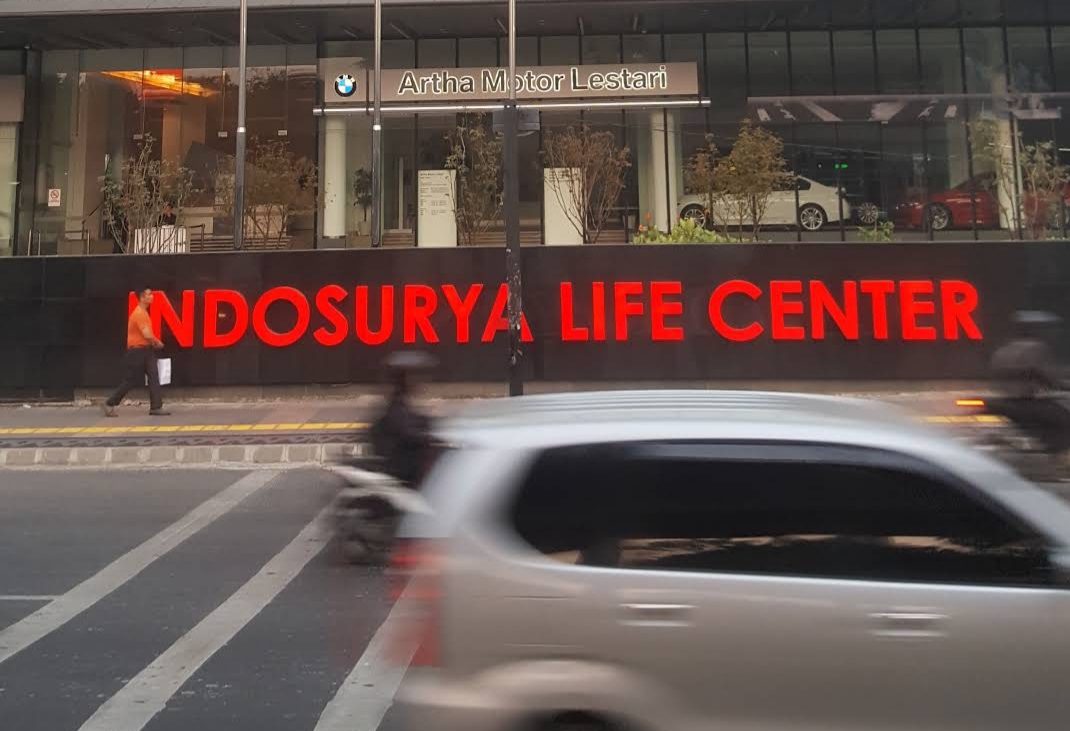 Artha Motor Lestari
INDOSURYA LIFE CENTER